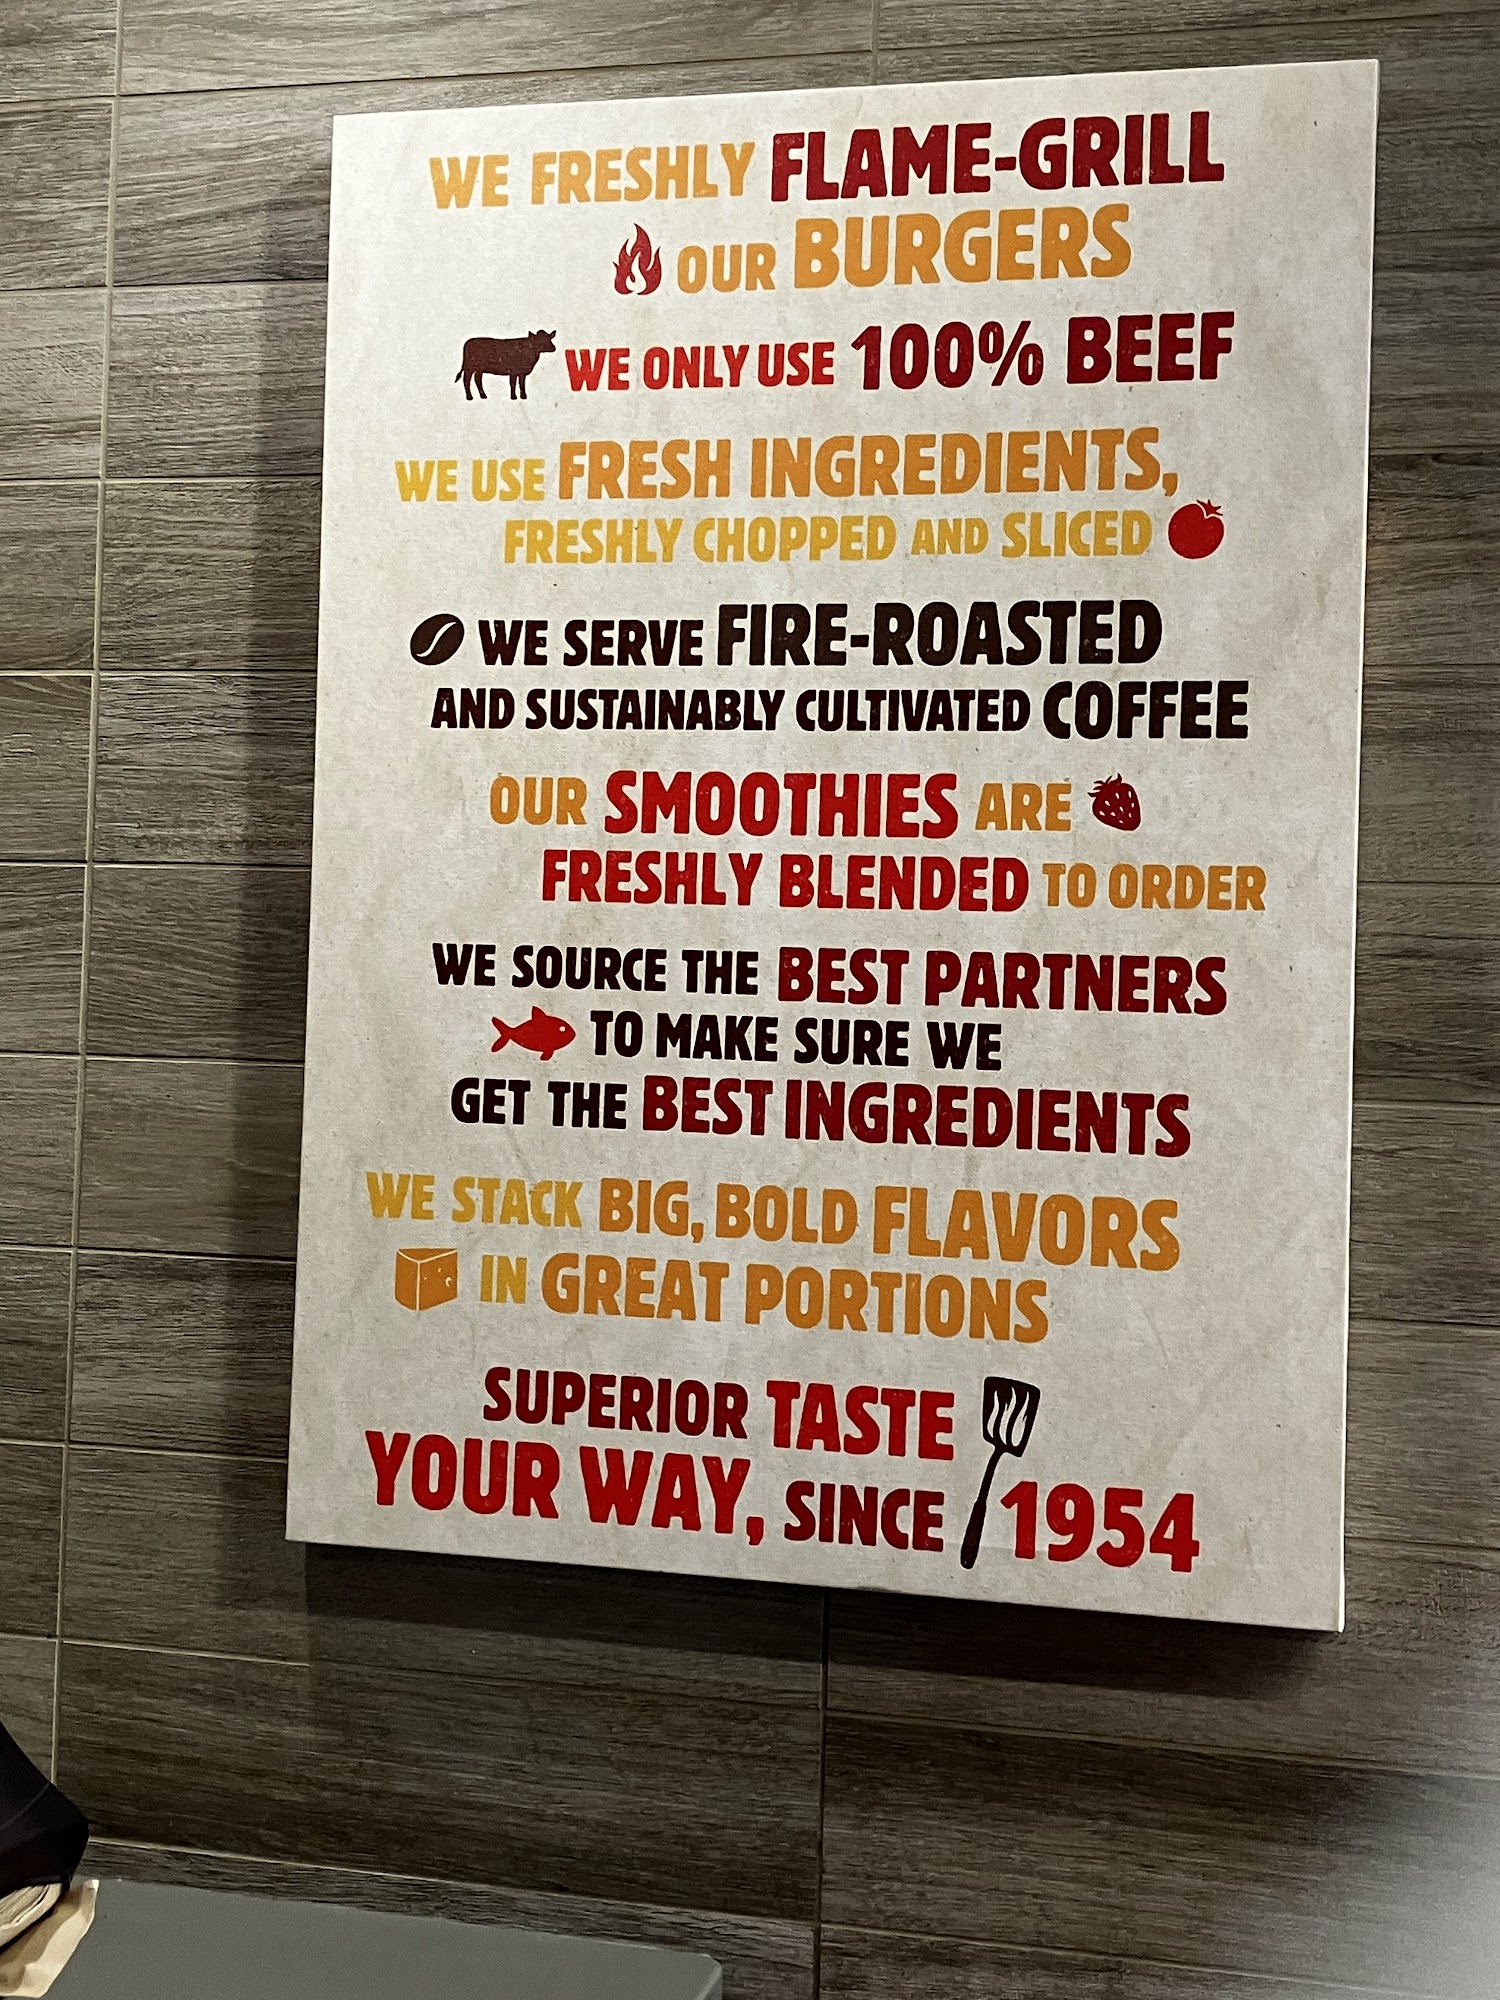 WE FRESHLY FLAME-GRILL
OUR BURGERS
WE ONLY USE 100% BEEF
WE USE FRESH INGREDIENTS,
FRESHLY CHOPPED AND SLICED
WE SERVE FIRE-ROASTED
AND SUSTAINABLY CULTIVATED COFFEE
OUR SMOOTHIES ARE
FRESHLY BLENDED TO ORDER
WE SOURCE THE BEST PARTNERS
TO MAKE SURE WE
GET THE BEST INGREDIENTS
WE STACK BIG, BOLD FLAVORS
IN GREAT PORTIONS
SUPERIOR TASTE
YOUR WAY, SINCE 1954